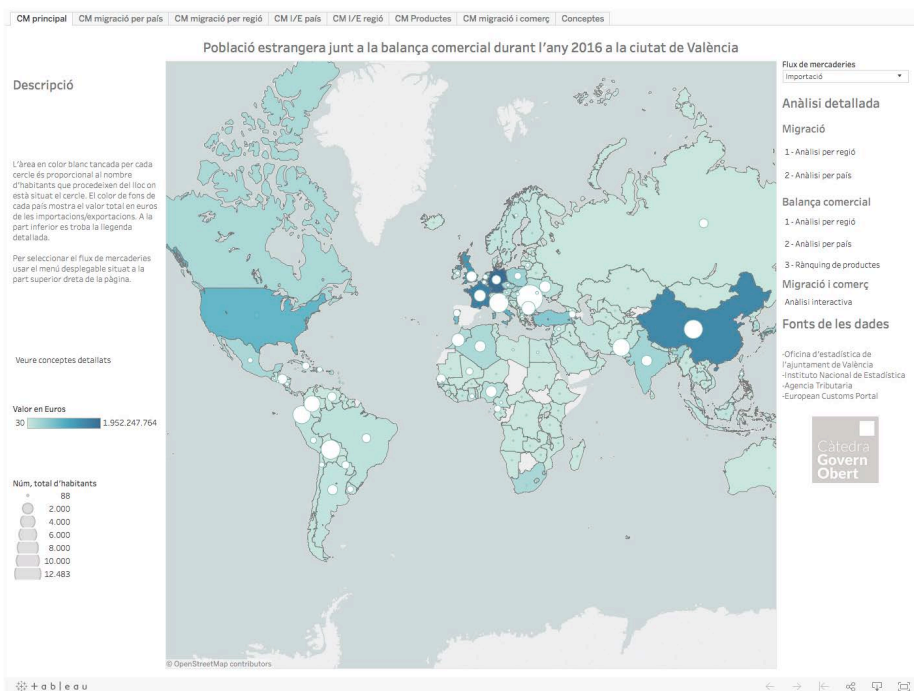 CM principal
CM migració per país
CM migració per regió
CM I/E país
CM I/E regió
CM Productes
CM migració i comerç
Conceptes
Població estrangera junt a la balança comercial durant l'any 2016 a la ciutat de València
Descripció
L'àrea en color blanc tancada per cada
cercle és proporcional al nombre
d'habitants que procedeixen del lloc on
està situat el cercle. El color de fons de
cada país mostra el valor total en euros
de les importacions/exportacions. A la
part inferior es troba la llegenda
detallada.
Per seleccionar el flux de mercaderies
usar el menú desplegable situat a la
part superior dreta de la pàgina.
Veure conceptes detallats
Valor en Euros
30 1.952.247.764
Núm, total d'habitants
88
2.000
4.000
6.000
8.000
10.000
12.483
© OpenStreetMap contributors
Flux de mercaderies
Importació
Anàlisi detallada
Migració
1 - Anàlisi per regió
2 - Anàlisi per país
Balança comercial
1 - Anàlisi per regió
2 - Anàlisi per país
3 - Rànquing de productes
Migració i comerç
Anàlisi interactiva
Fonts de les dades
-Oficina d'estadística de
l'ajuntament de València
-Instituto Nacional de Estadística
-Agencia Tributaria
-European Customs Portal
Càtedra
Govern
Obert
+ableau